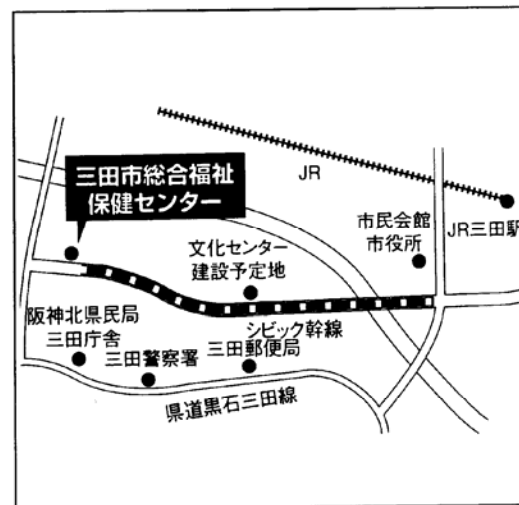 JR
三田市総合福祉
保健センター
市民会館
市役所
JR三田駅
文化センター
建設予定地
シビック幹線
阪神北県民局
三田庁舎
三田警察署
三田郵便局
県道黒石三田線